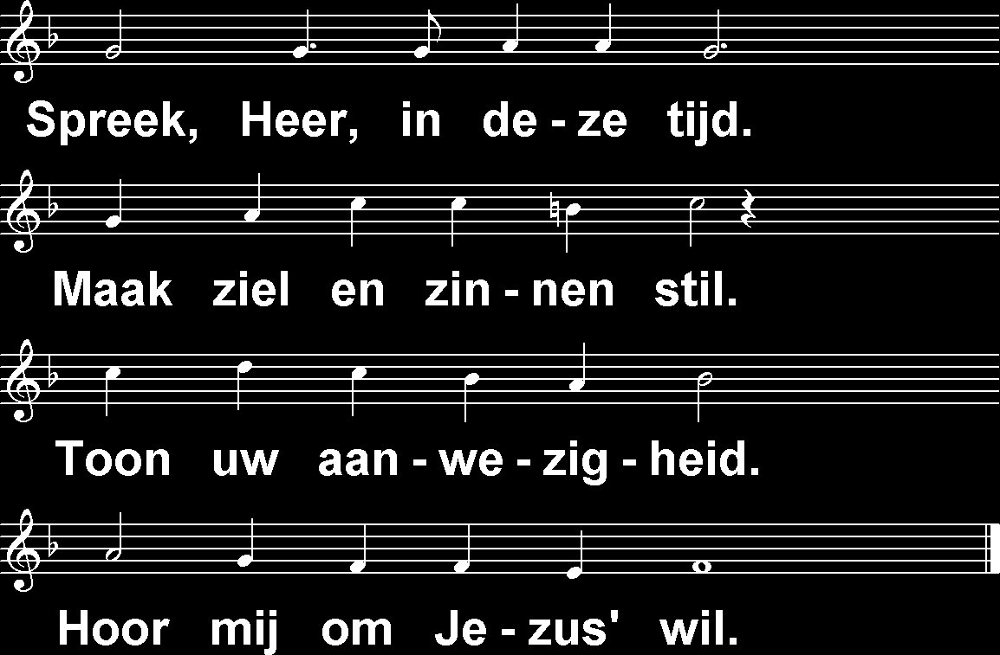 Spreek, Heer, in de - ze tijd.
Maak ziel en zin - nen stil.
Toon uw aan - we - zig - heid.
Hoor mij om Je - zus' wil.